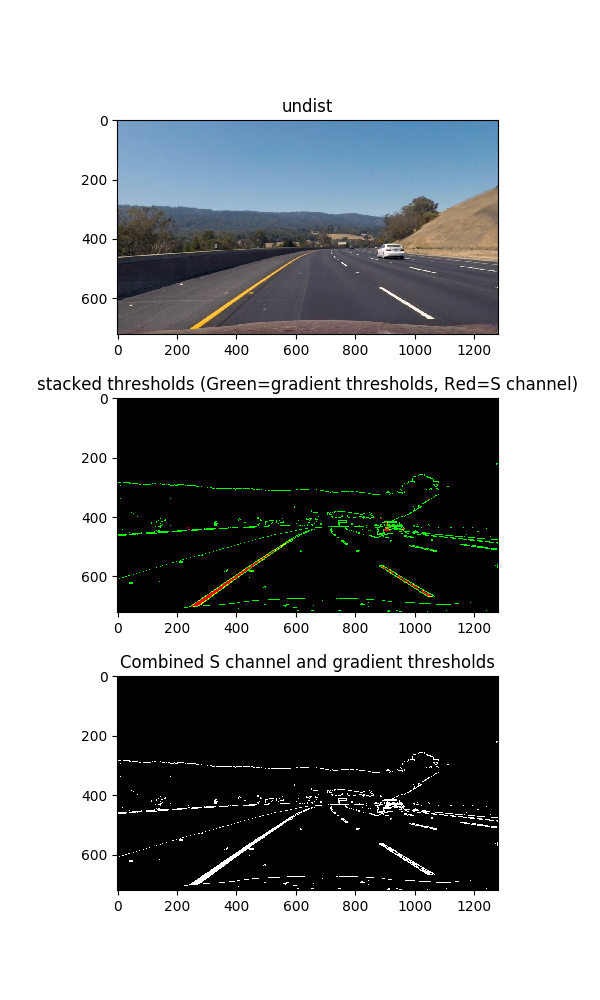 undist
0
200
400
600
0 200 400 600 800 1000 1200
stacked thresholds (Green=gradient thresholds, Red=S channel)
0
200
400
600
0 200 400 600 800 1000 1200
Combined S channel and gradient thresholds
0
200
400
600
0 200 400 600 800 1000 1200